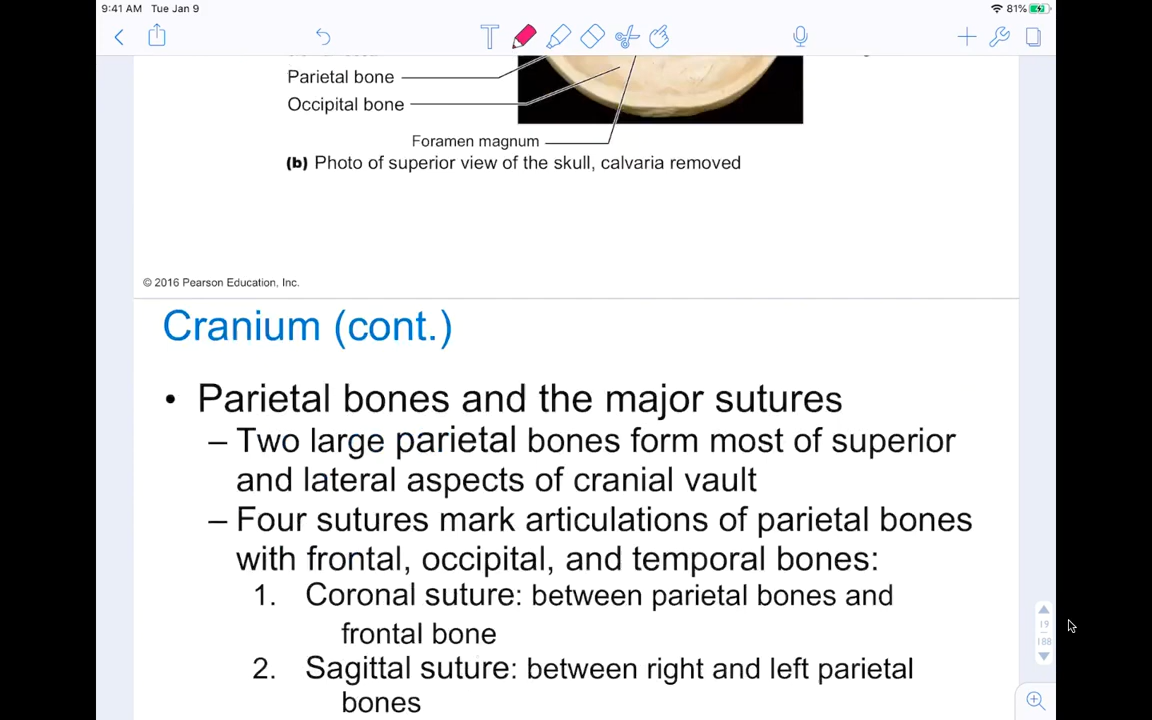 9:41 AM Tue Jan 9
81%
T
Parietal bone
Occipital bone
Foramen magnum
(b) Photo of superior view of the skull, calvaria removed
© 2016 Pearson Education, Inc.
Cranium (cont.)
• Parietal bones and the major sutures
– Two large parietal bones form most of superior
and lateral aspects of cranial vault
– Four sutures mark articulations of parietal bones
with frontal, occipital, and temporal bones:
1. Coronal suture: between parietal bones and
frontal bone
2. Sagittal suture: between right and left parietal
bones
19
188